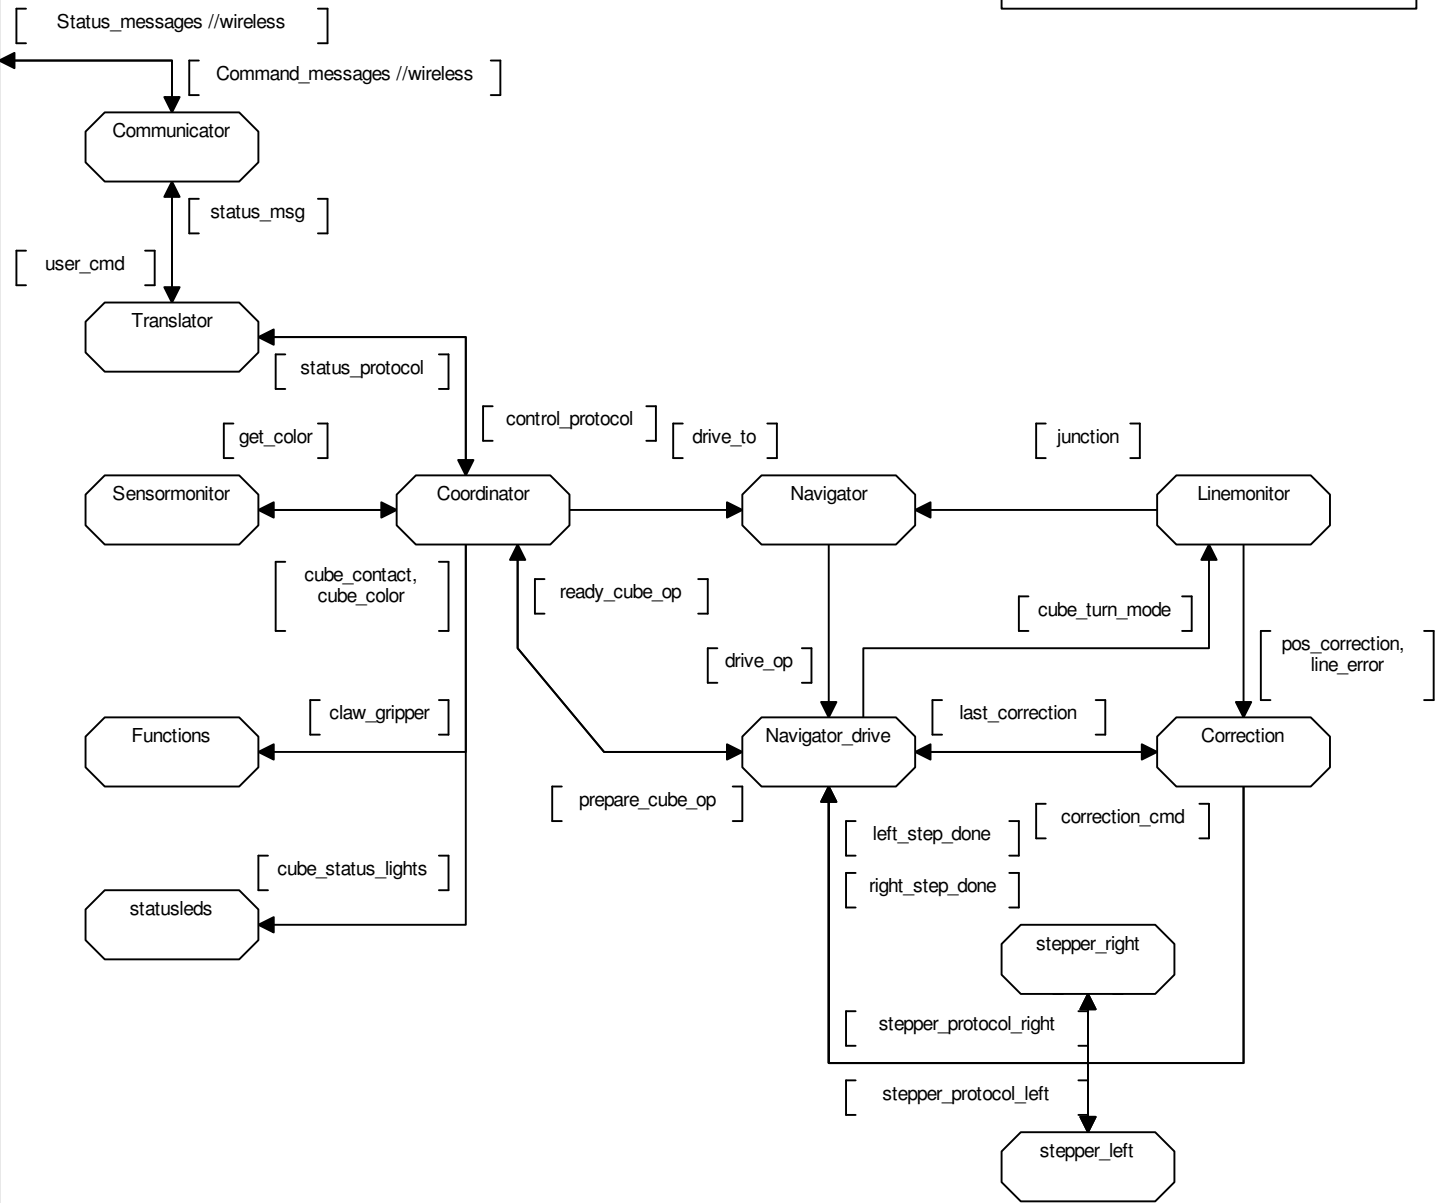 Status_messages //wireless
Command_messages //wireless
Communicator
status_msg
user_cmd
Translator
status_protocol
control_protocol
get_color
drive_to
junction
Sensormonitor
Coordinator
Navigator
Linemonitor
cube_contact,
cube_color
ready_cube_op
cube_turn_mode
drive_op
pos_correction,
line_error
claw_gripper
last_correction
Functions
Navigator_drive
Correction
prepare_cube_op
correction_cmd
left_step_done
right_step_done
cube_status_lights
statusleds
stepper_right
stepper_protocol_right
stepper_protocol_left
stepper_left